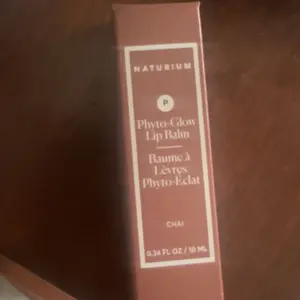 NATURIUM
P
Phyto-Glow
Lip Balm
Baume à
Lèvres
Phyto-Éclat
CHAI
0.34 FL OZ / 10 ML